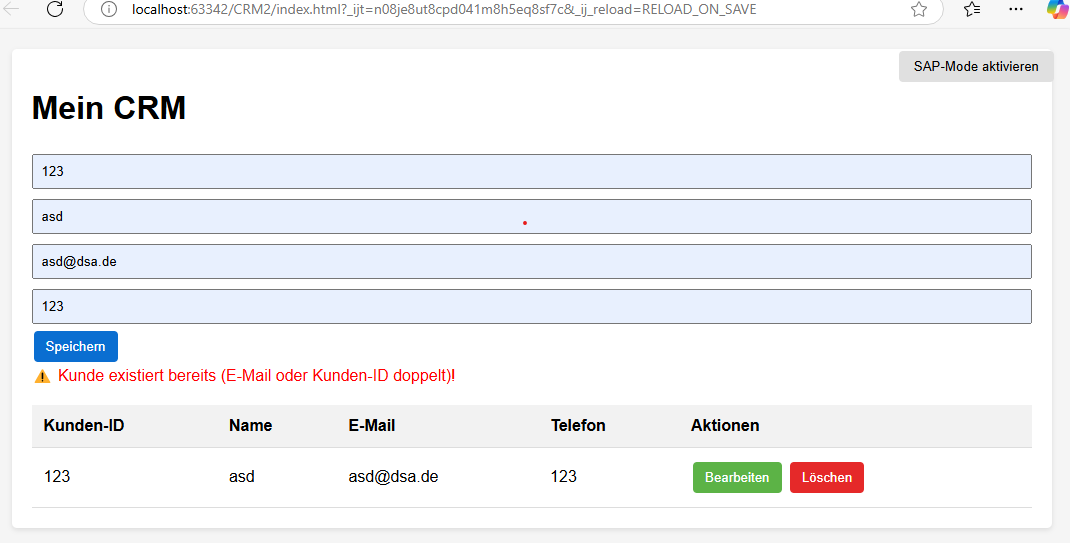 localhost:63342/CRM2/index.html?_ijt=n08je8ut8cpd041m8h5eq8sf7c&_ij_reload=RELOAD_ON_SAVE
SAP-Mode aktivieren
Mein CRM
123
asd
asd@dsa.de
123
Speichern
⚠ Kunde existiert bereits (E-Mail oder Kunden-ID doppelt)!
Kunden-ID Name E-Mail Telefon Aktionen
123 asd asd@dsa.de 123 Bearbeiten Löschen